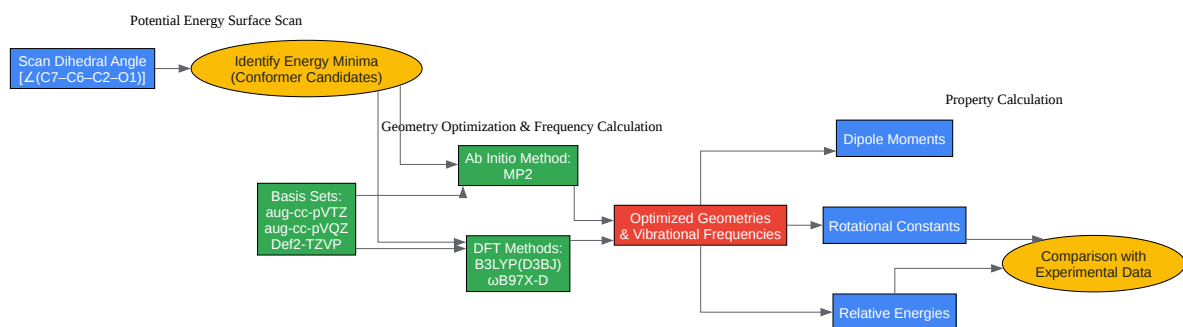 Potential Energy Surface Scan
Scan Dihedral Angle
[∠(C7–C6–C2–O1)]
Identify Energy Minima
(Conformer Candidates)
Geometry Optimization & Frequency Calculation
Ab Initio Method:
MP2
Basis Sets:
aug-cc-pVTZ
aug-cc-pVQZ
Def2-TZVP
DFT Methods:
B3LYP(D3BJ)
ωB97X-D
Optimized Geometries
& Vibrational Frequencies
Property Calculation
Dipole Moments
Rotational Constants
Relative Energies
Comparison with
Experimental Data